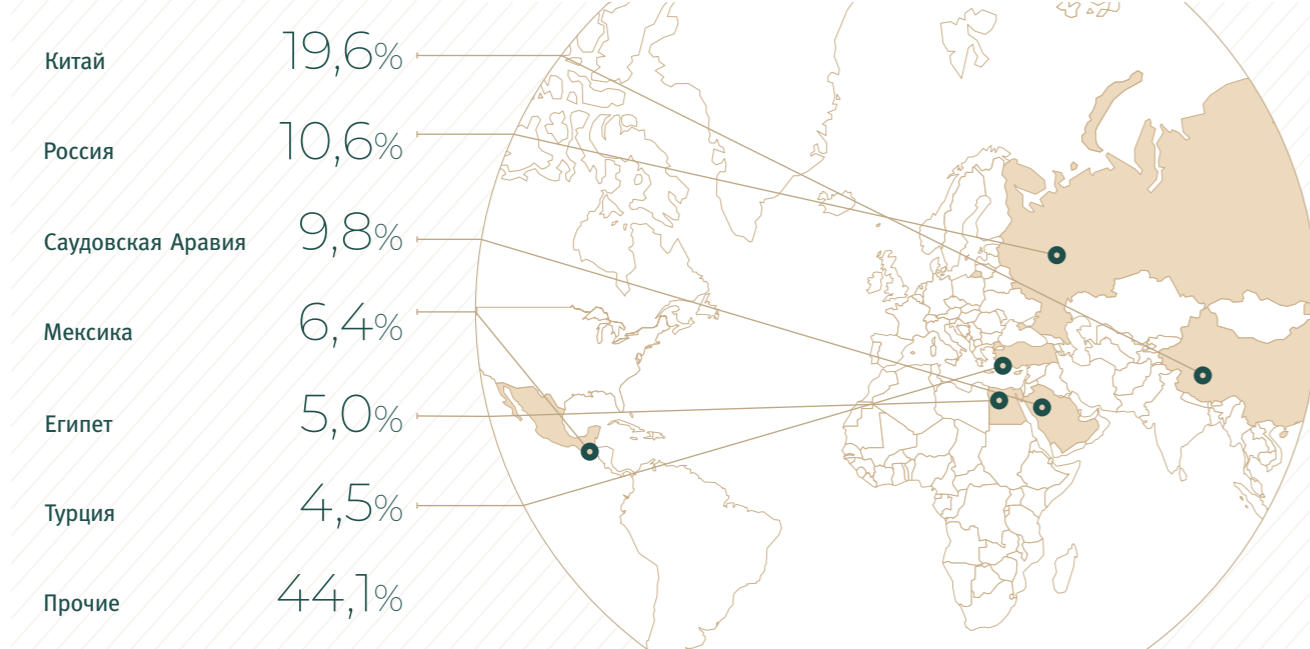 Китай 19,6%
Россия 10,6%
Саудовская Аравия 9,8%
Мексика 6,4%
Египет 5,0%
Турция 4,5%
Прочие 44,1%